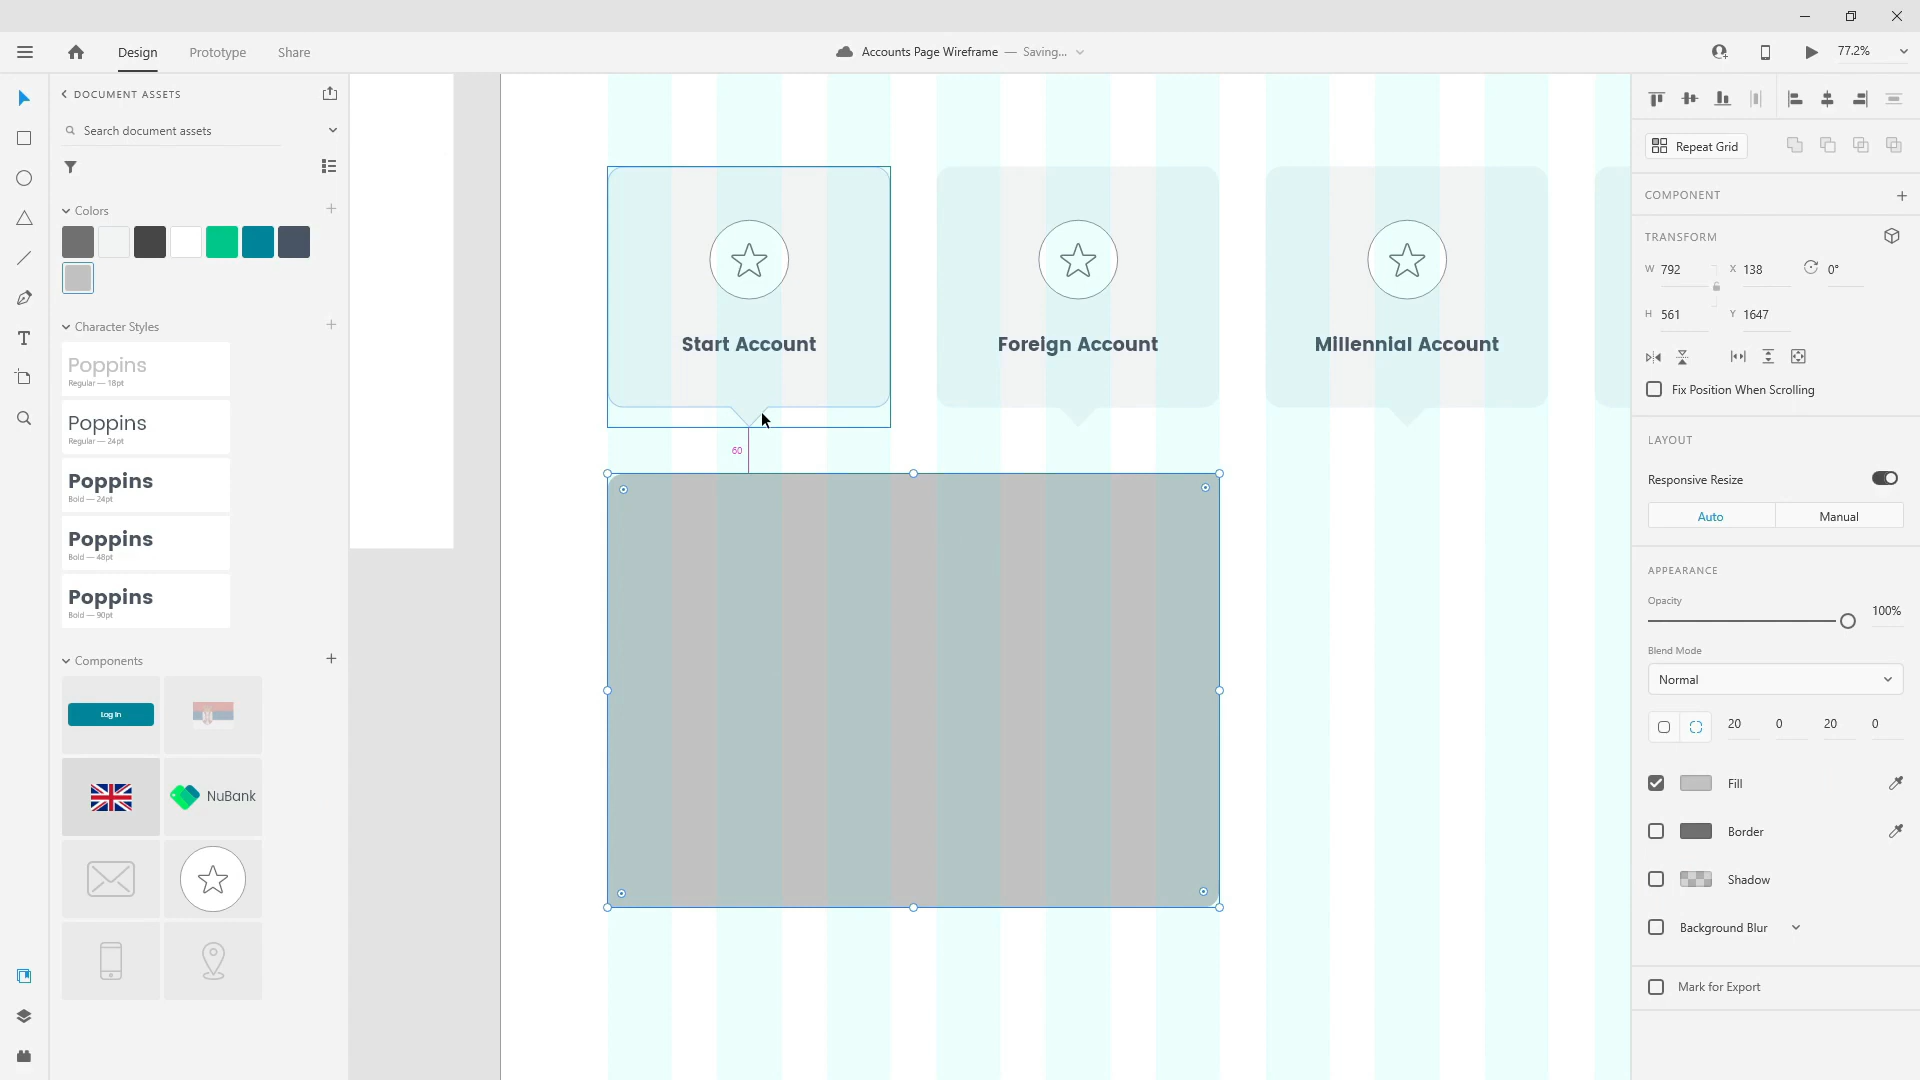 Design
Prototype
Share
Accounts Page Wireframe — Saving...
77.2%
DOCUMENT ASSETS
Search document assets
Colors
Character Styles
Poppins
Regular — 18pt
Poppins
Regular — 24pt
Poppins
Bold — 24pt
Poppins
Bold — 48pt
Poppins
Bold — 90pt
Components
Log In
NuBank
Start Account
Foreign Account
Millennial Account
60
Repeat Grid
COMPONENT
TRANSFORM
W 792 X 138 0°
H 561 Y 1647
Fix Position When Scrolling
LAYOUT
Responsive Resize
Auto
Manual
APPEARANCE
Opacity
100%
Blend Mode
Normal
20 0 20 0
Fill
Border
Shadow
Background Blur
Mark for Export